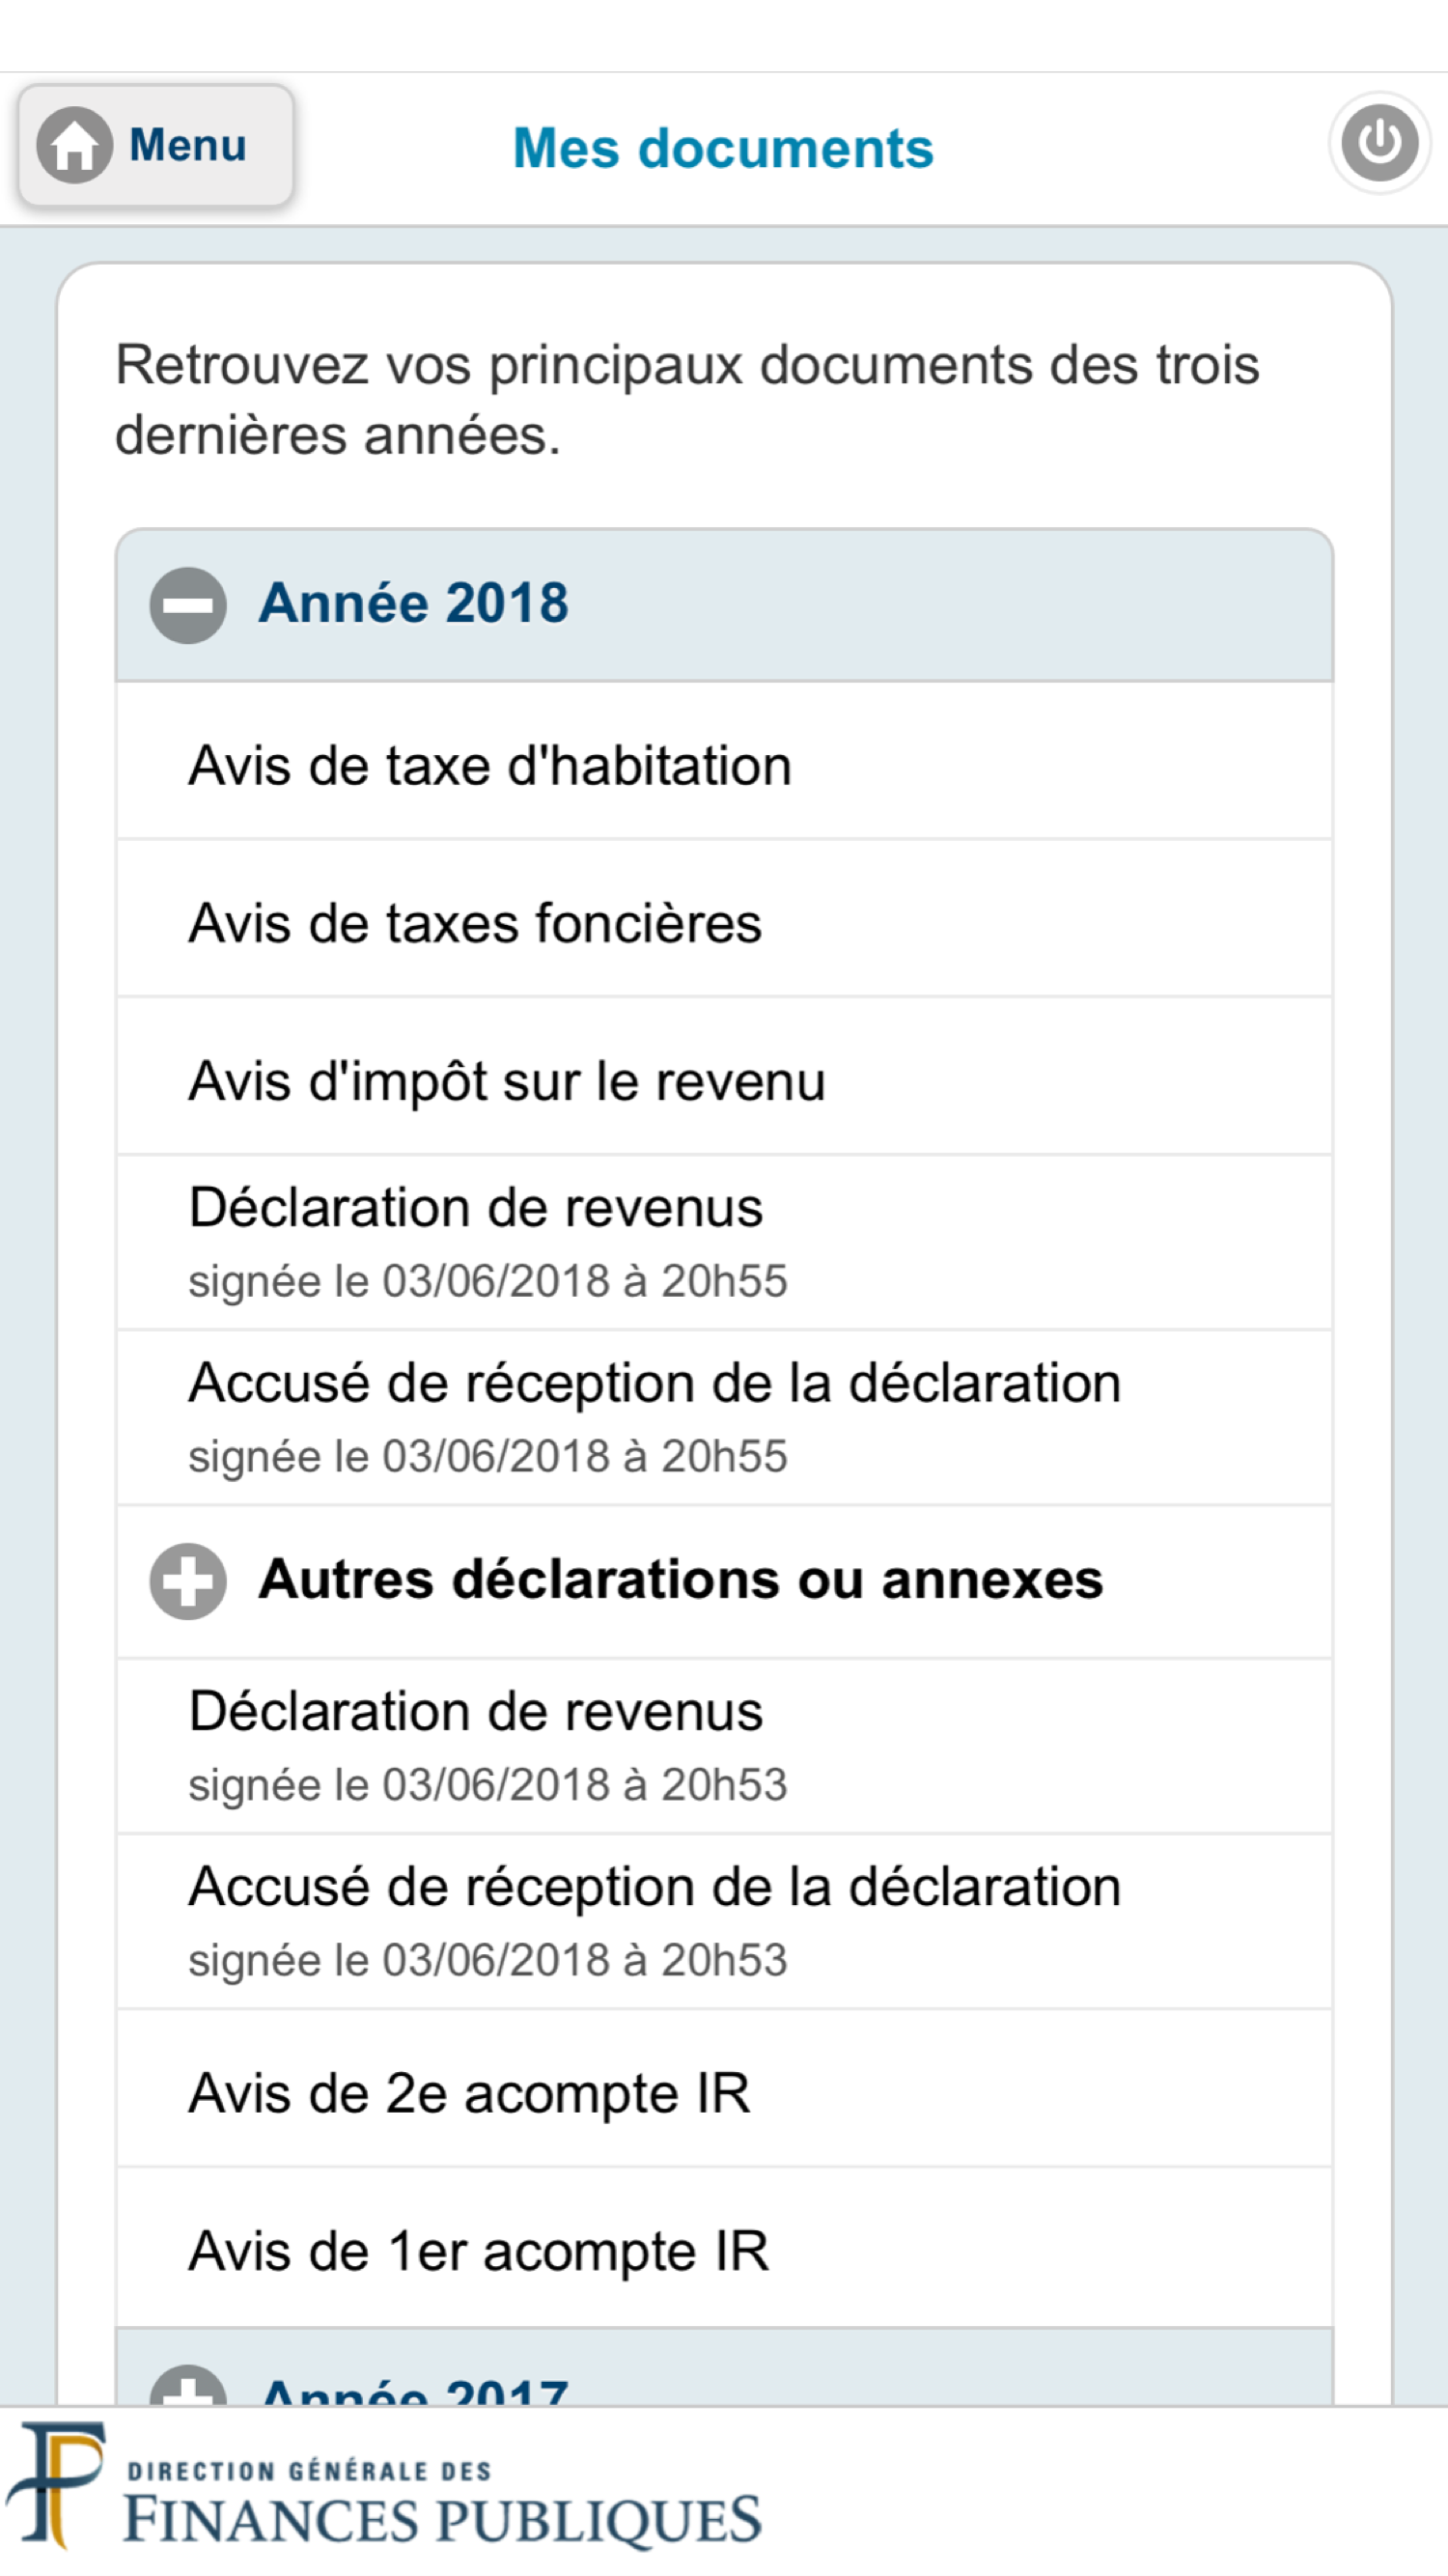 Menu
Mes documents
Retrouvez vos principaux documents des trois
dernières années.
Année 2018
Avis de taxe d'habitation
Avis de taxes foncières
Avis d'impôt sur le revenu
Déclaration de revenus
signée le 03/06/2018 à 20h55
Accusé de réception de la déclaration
signée le 03/06/2018 à 20h55
Autres déclarations ou annexes
Déclaration de revenus
signée le 03/06/2018 à 20h53
Accusé de réception de la déclaration
signée le 03/06/2018 à 20h53
Avis de 2e acompte IR
Avis de 1er acompte IR
Année 2017
DIRECTION GÉNÉRALE DES
FINANCES PUBLIQUES